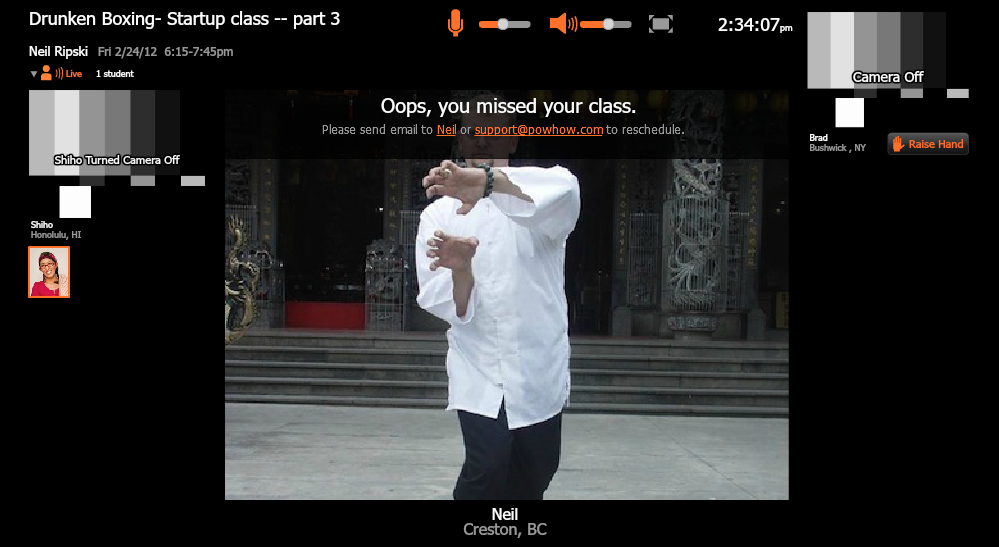 Drunken Boxing- Startup class -- part 3
2:34:07pm
Neil Ripski Fri 2/24/12 6:15-7:45pm
Live 1 student
Camera Off
Oops, you missed your class.
Please send email to Neil or support@powhow.com to reschedule.
Brad
Bushwick , NY
Raise Hand
Shiho Turned Camera Off
Shiho
Honolulu, HI
Neil
Creston, BC